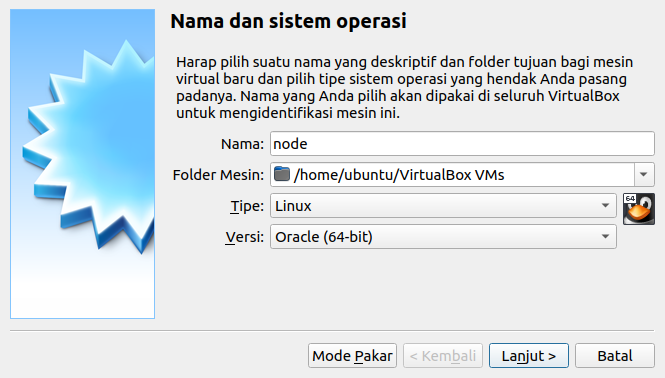 Nama dan sistem operasi
Harap pilih suatu nama yang deskriptif dan folder tujuan bagi mesin
virtual baru dan pilih tipe sistem operasi yang hendak Anda pasang
padanya. Nama yang Anda pilih akan dipakai di seluruh VirtualBox
untuk mengidentifikasi mesin ini.
Nama: node
Folder Mesin: /home/ubuntu/VirtualBox VMs
Tipe: Linux 64
Versi: Oracle (64-bit)
Mode Pakar < Kembali Lanjut > Batal